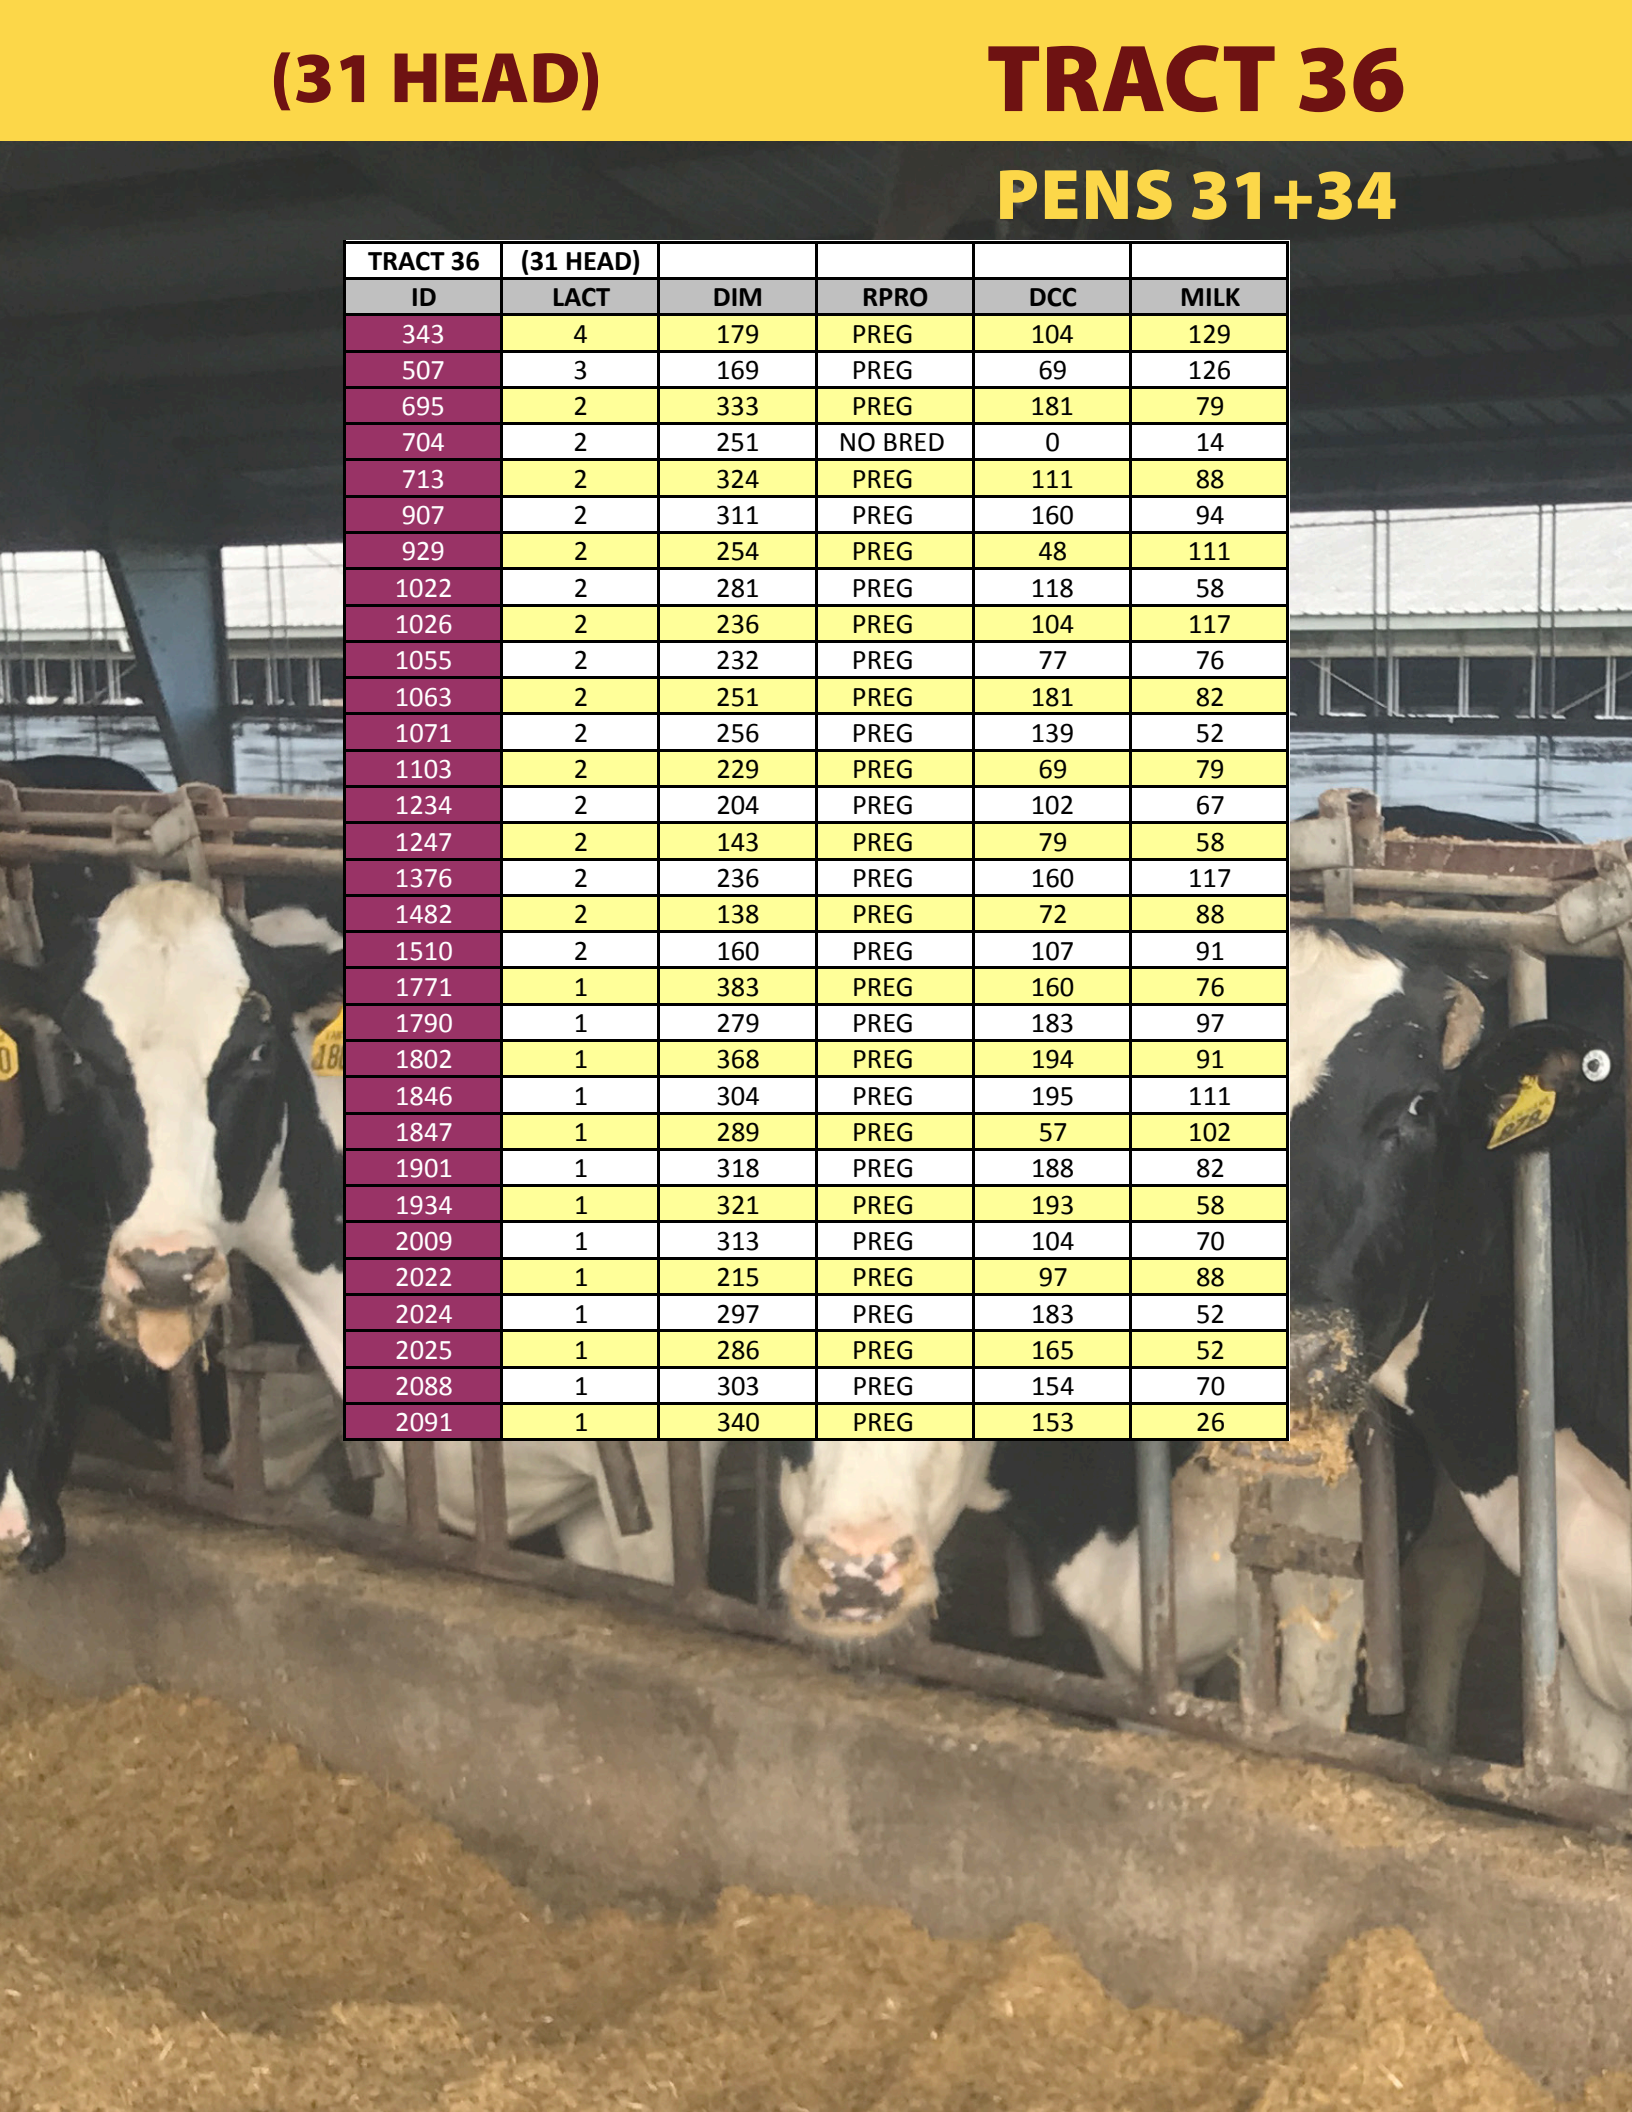 (31 HEAD) TRACT 36
PENS 31+34
TRACT 36 (31 HEAD)
ID LACT DIM RPRO DCC MILK
343 4 179 PREG 104 129
507 3 169 PREG 69 126
695 2 333 PREG 181 79
704 2 251 NO BRED 0 14
713 2 324 PREG 111 88
907 2 311 PREG 160 94
929 2 254 PREG 48 111
1022 2 281 PREG 118 58
1026 2 236 PREG 104 117
1055 2 232 PREG 77 76
1063 2 251 PREG 181 82
1071 2 256 PREG 139 52
1103 2 229 PREG 69 79
1234 2 204 PREG 102 67
1247 2 143 PREG 79 58
1376 2 236 PREG 160 117
1482 2 138 PREG 72 88
1510 2 160 PREG 107 91
1771 1 383 PREG 160 76
1790 1 279 PREG 183 97
1802 1 368 PREG 194 91
1846 1 304 PREG 195 111
1847 1 289 PREG 57 102
1901 1 318 PREG 188 82
1934 1 321 PREG 193 58
2009 1 313 PREG 104 70
2022 1 215 PREG 97 88
2024 1 297 PREG 183 52
2025 1 286 PREG 165 52
2088 1 303 PREG 154 70
2091 1 340 PREG 153 26